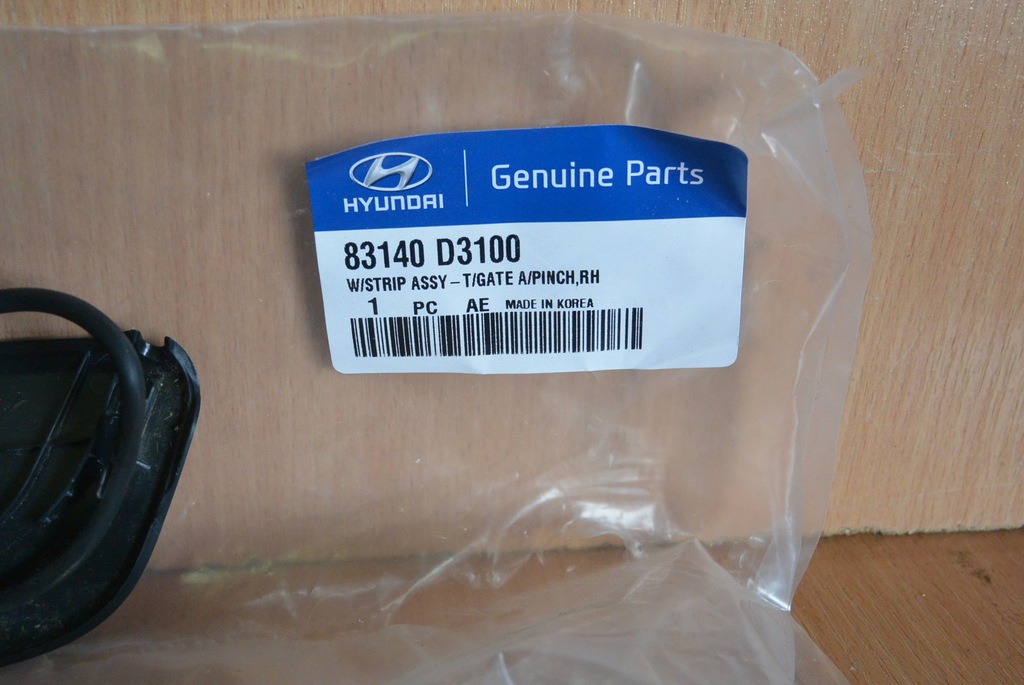 HYUNDAI
Genuine Parts
83140 D3100
W/STRIP ASSY – T/GATE A/PINCH,RH
1 PC AE MADE IN KOREA